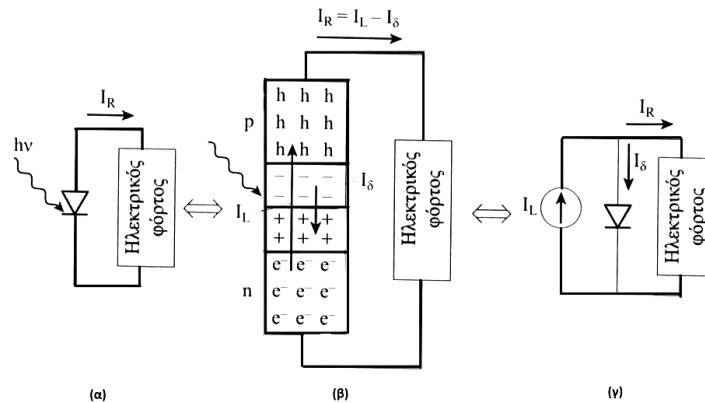 I_R = I_L – I_δ
I_R
hν
Ηλεκτρικός
φόρτος
p
h h h
h h h
h h h
– – –
– – –
I_δ
I_L
+ + +
+ + +
e⁻ e⁻ e⁻
e⁻ e⁻ e⁻
e⁻ e⁻ e⁻
n
Ηλεκτρικός
φόρτος
I_R
I_δ
I_L
Ηλεκτρικός
φόρτος
(α)
(β)
(γ)